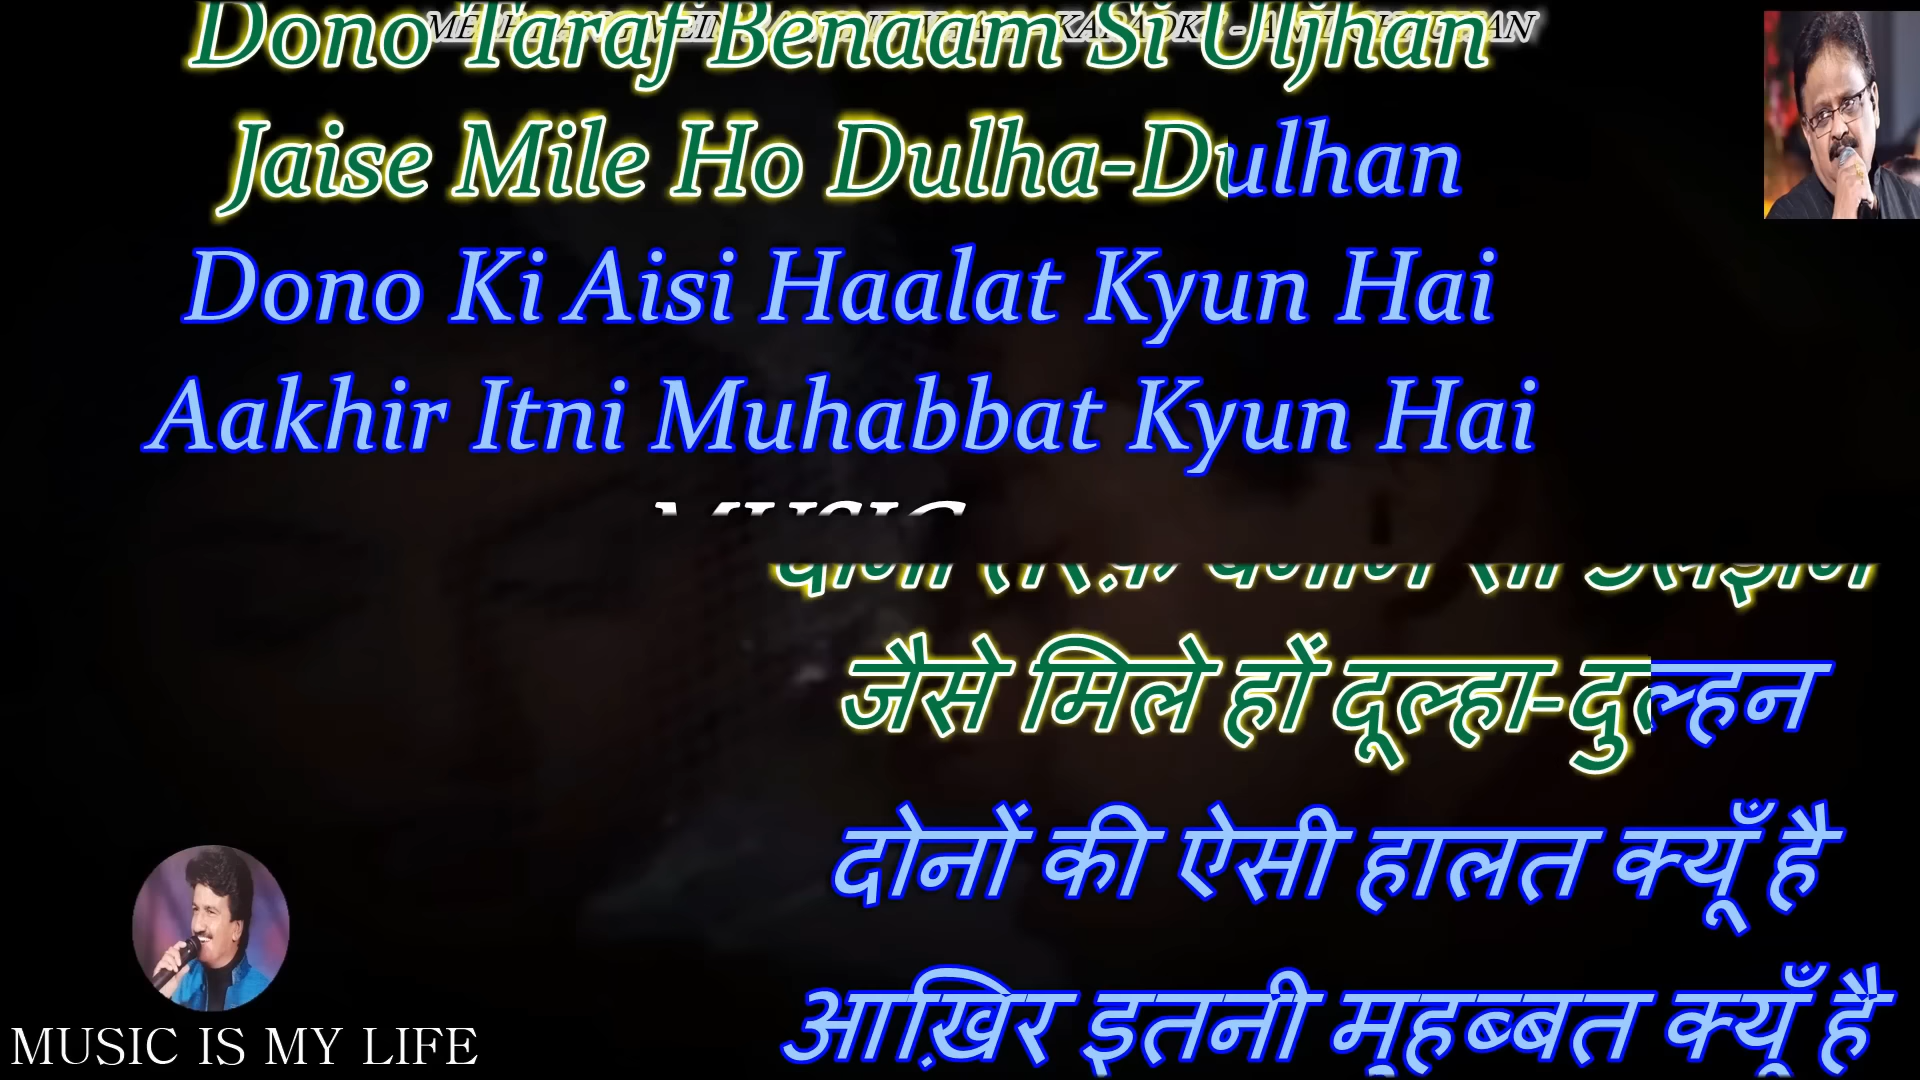 Dono Taraf Benaam Si Uljhan
Jaise Mile Ho Dulha-Dulhan
Dono Ki Aisi Haalat Kyun Hai
Aakhir Itni Muhabbat Kyun Hai
MUSIC
जैसे मिले हों दूल्हा-दुल्हन
दोनों की ऐसी हालत क्यूँ है
आख़िर इतनी मुहब्बत क्यूँ है
MUSIC IS MY LIFE